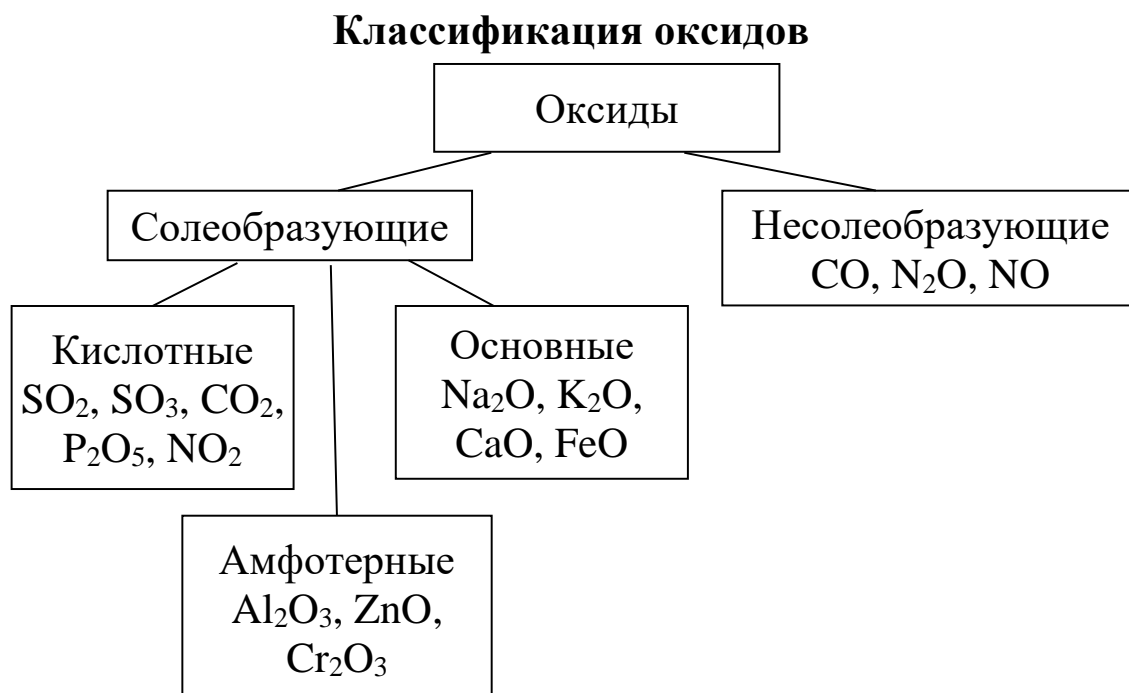 Классификация оксидов
Оксиды
Солеобразующие
Несолеобразующие
CO, N₂O, NO
Кислотные
SO₂, SO₃, CO₂,
P₂O₅, NO₂
Основные
Na₂O, K₂O,
CaO, FeO
Амфотерные
Al₂O₃, ZnO,
Cr₂O₃